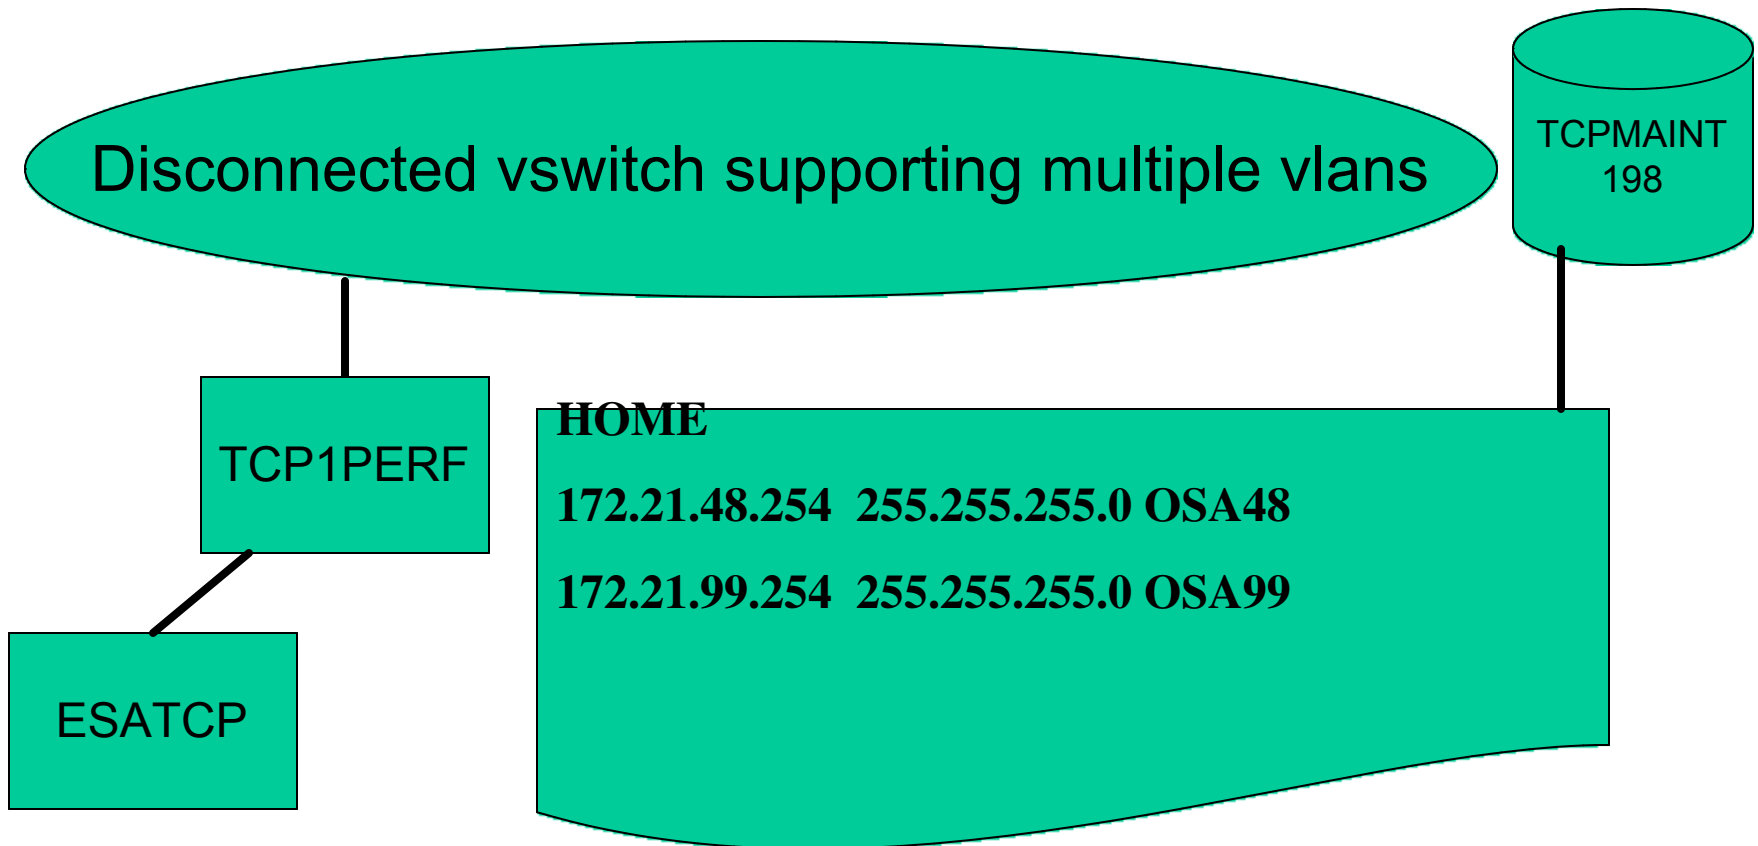 Disconnected vswitch supporting multiple vlans
TCPMAINT
198
TCP1PERF
HOME
172.21.48.254 255.255.255.0 OSA48
172.21.99.254 255.255.255.0 OSA99
ESATCP